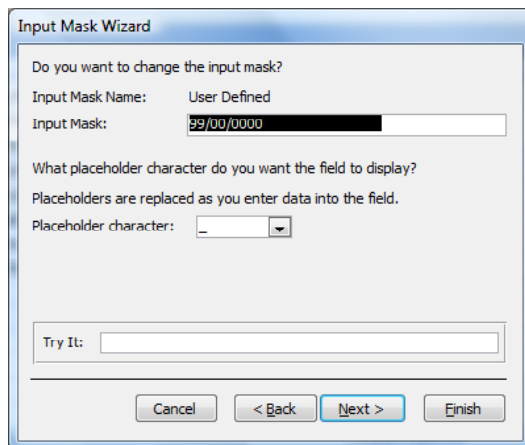 Input Mask Wizard
Do you want to change the input mask?
Input Mask Name: User Defined
Input Mask: 99/00/0000
What placeholder character do you want the field to display?
Placeholders are replaced as you enter data into the field.
Placeholder character: _
Try It:
Cancel < Back Next > Finish